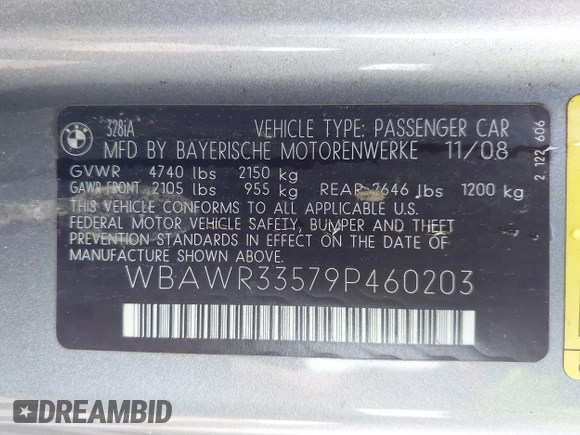 BMW
328iA
VEHICLE TYPE: PASSENGER CAR
MFD BY BAYERISCHE MOTORENWERKE 11/08
GVWR 4740 lbs 2150 kg
GAWR FRONT 2105 lbs 955 kg REAR 2646 lbs 1200 kg
THIS VEHICLE CONFORMS TO ALL APPLICABLE U.S.
FEDERAL MOTOR VEHICLE SAFETY, BUMPER AND THEFT
PREVENTION STANDARDS IN EFFECT ON THE DATE OF
MANUFACTURE SHOWN ABOVE.
WBAWR33579P460203
2 122 606
DREAMBID